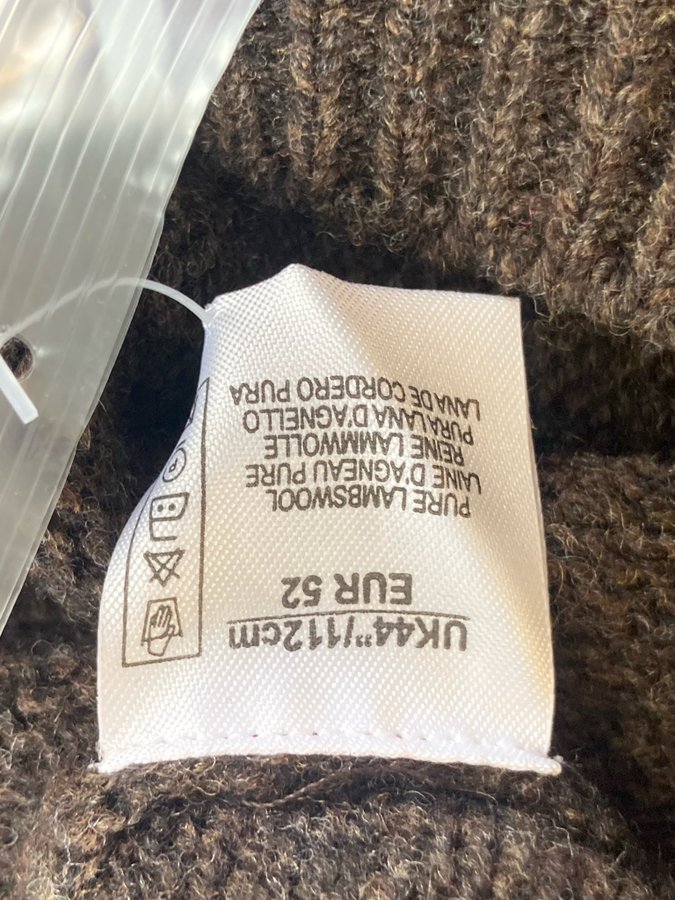 UK44"/112cm
EUR 52
PURE LAMBSWOOL
LAINE D'AGNEAU PURE
REINE LAMMWOLLE
PURA LANA D'AGNELLO
LANA DE CORDERO PURA